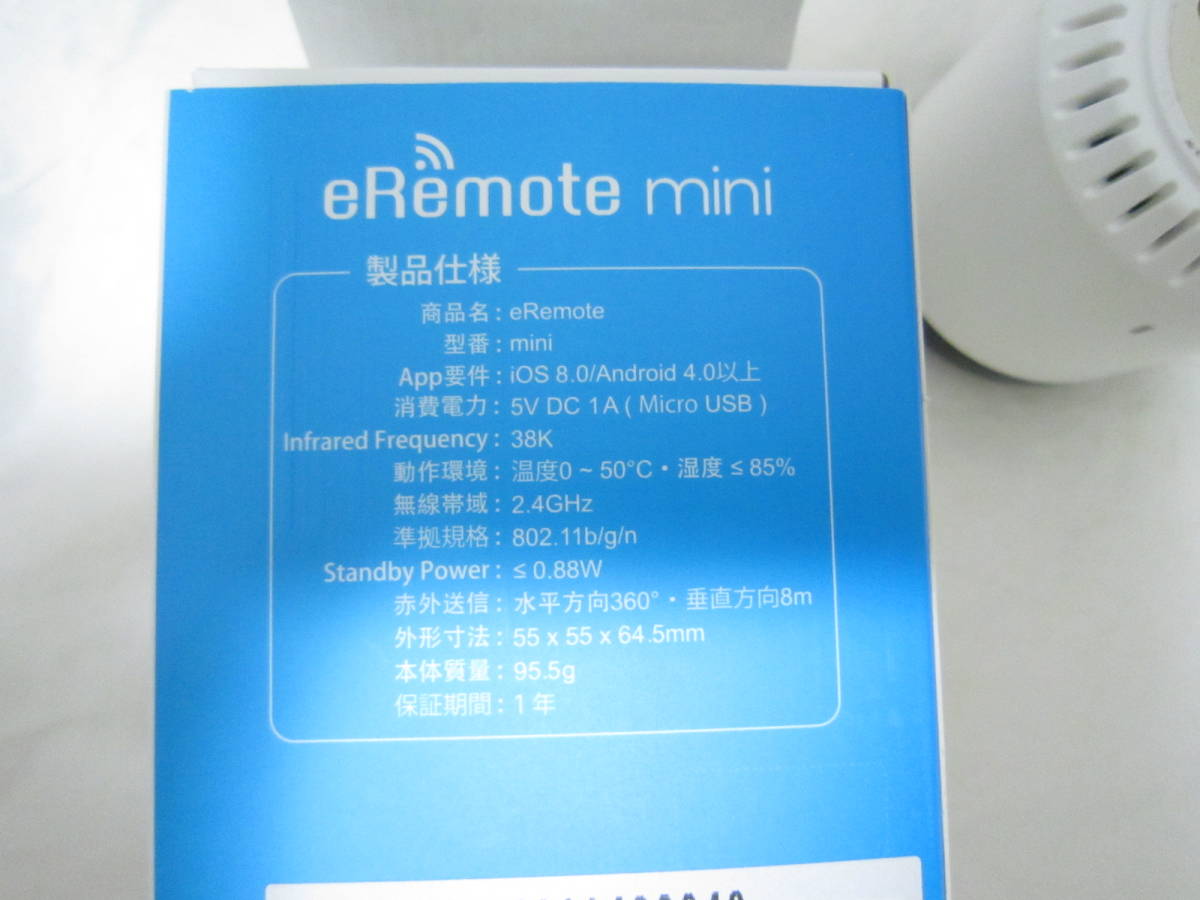 eRemote mini
製品仕様
商品名: eRemote
型番: mini
App要件: iOS 8.0/Android 4.0以上
消費電力: 5V DC 1A ( Micro USB )
Infrared Frequency: 38K
動作環境: 温度0 ~ 50°C・湿度 ≤ 85%
無線帯域: 2.4GHz
準拠規格: 802.11b/g/n
Standby Power: ≤ 0.88W
赤外送信: 水平方向360°・垂直方向8m
外形寸法: 55 x 55 x 64.5mm
本体質量: 95.5g
保証期間: 1 年